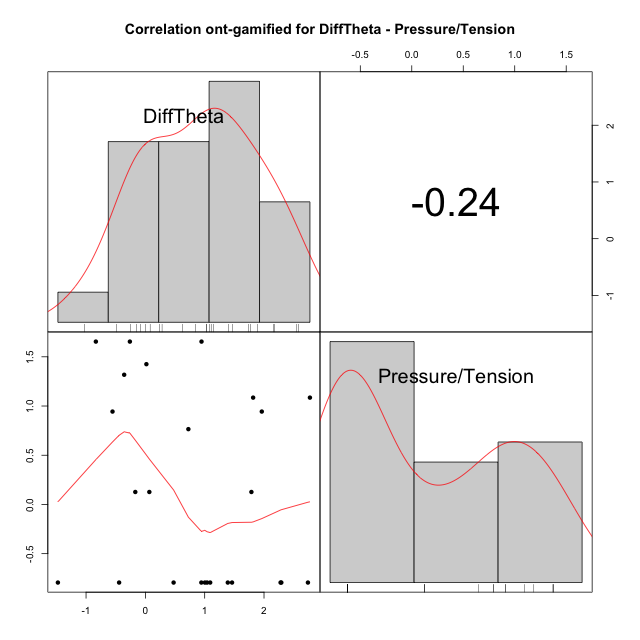 Correlation ont-gamified for DiffTheta - Pressure/Tension
-0.5 0.0 0.5 1.0 1.5
DiffTheta
-0.24
2
1
0
-1
Pressure/Tension
1.5
1.0
0.5
0.0
-0.5
-1 0 1 2